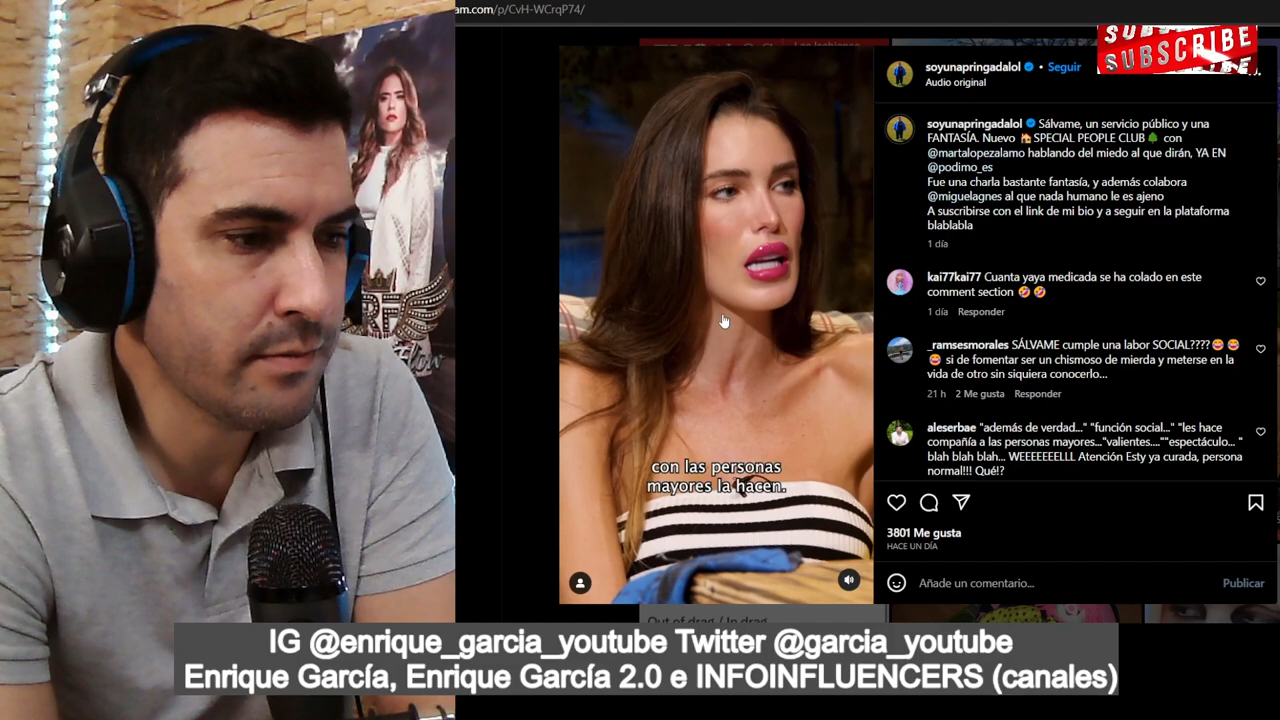 am.com/p/CvH-WCrqP74/
SUBSCRIBE
soyunapringadalol • Seguir
Audio original
soyunapringadalol Sálvame, un servicio público y una
FANTASÍA. Nuevo 🏠SPECIAL PEOPLE CLUB🌲 con
@martalopezalamo hablando del miedo al que dirán, YA EN
@podimo_es
Fue una charla bastante fantasía, y además colabora
@miguelagnes al que nada humano le es ajeno
A suscribirse con el link de mi bio y a seguir en la plataforma
blablabla
1 día
kai77kai77 Cuanta yaya medicada se ha colado en este
comment section 🤣🤣
1 día Responder
_ramsesmorales SÁLVAME cumple una labor SOCIAL????😂😂
😂 si de fomentar ser un chismoso de mierda y meterse en la
vida de otro sin siquiera conocerlo...
21 h 2 Me gusta Responder
aleserbae "además de verdad..." "función social..." "les hace
compañía a las personas mayores..."valientes....""espectáculo... "
blah blah blah... WEEEEEEELLL Atención Esty ya curada, persona
normal!!! Qué!?
con las personas
mayores la hacen.
3801 Me gusta
HACE UN DÍA
Añade un comentario... Publicar
Out of drag / In drag
IG @enrique_garcia_youtube Twitter @garcia_youtube
Enrique García, Enrique García 2.0 e INFOINFLUENCERS (canales)